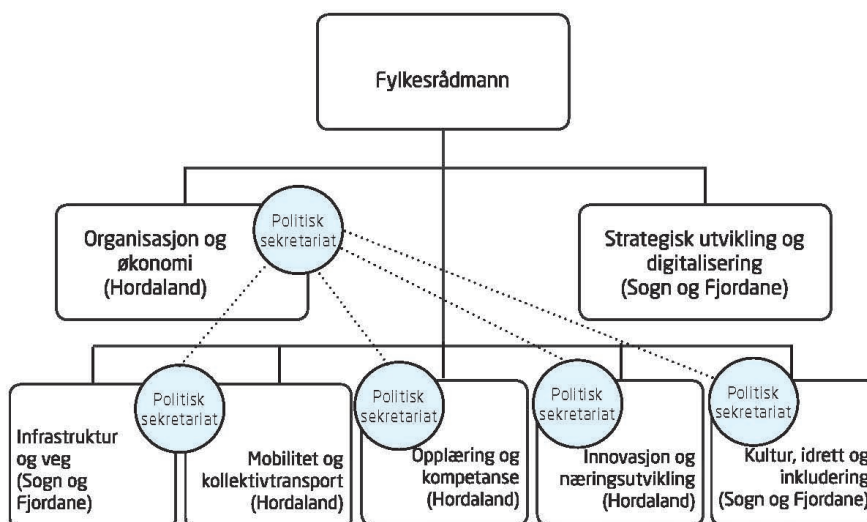 Fylkesrådmann
Organisasjon og
økonomi
(Hordaland)
Politisk
sekretariat
Strategisk utvikling og
digitalisering
(Sogn og Fjordane)
Infrastruktur
og veg
(Sogn og
Fjordane)
Politisk
sekretariat
Mobilitet og
kollektivtransport
(Hordaland)
Politisk
sekretariat
Opplæring og
kompetanse
(Hordaland)
Politisk
sekretariat
Innovasjon og
næringsutvikling
(Hordaland)
Politisk
sekretariat
Kultur, idrett og
inkludering
(Sogn og Fjordane)